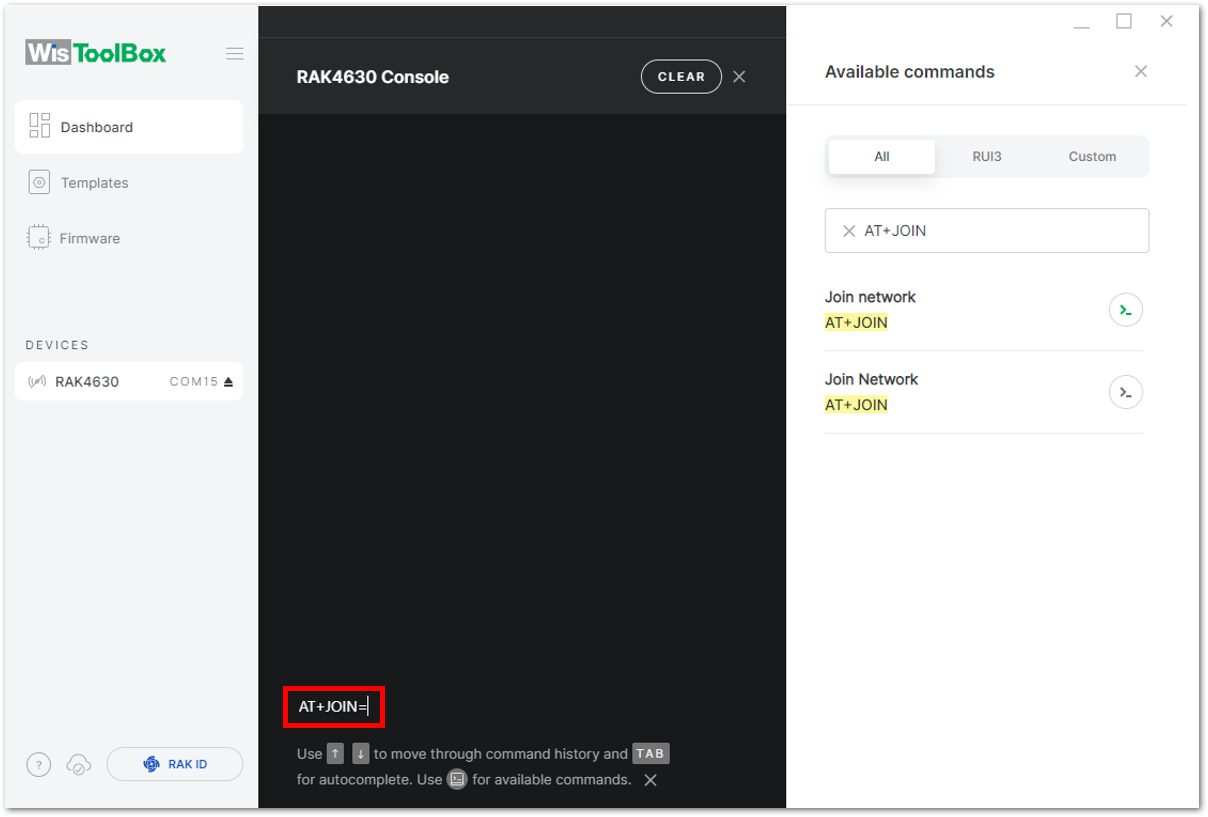 WisToolBox
Dashboard
Templates
Firmware
DEVICES
RAK4630 COM15
? RAK ID
RAK4630 Console CLEAR
AT+JOIN=
Use ↑ ↓ to move through command history and TAB
for autocomplete. Use for available commands.
Available commands
All RUI3 Custom
AT+JOIN
Join network
AT+JOIN
Join Network
AT+JOIN